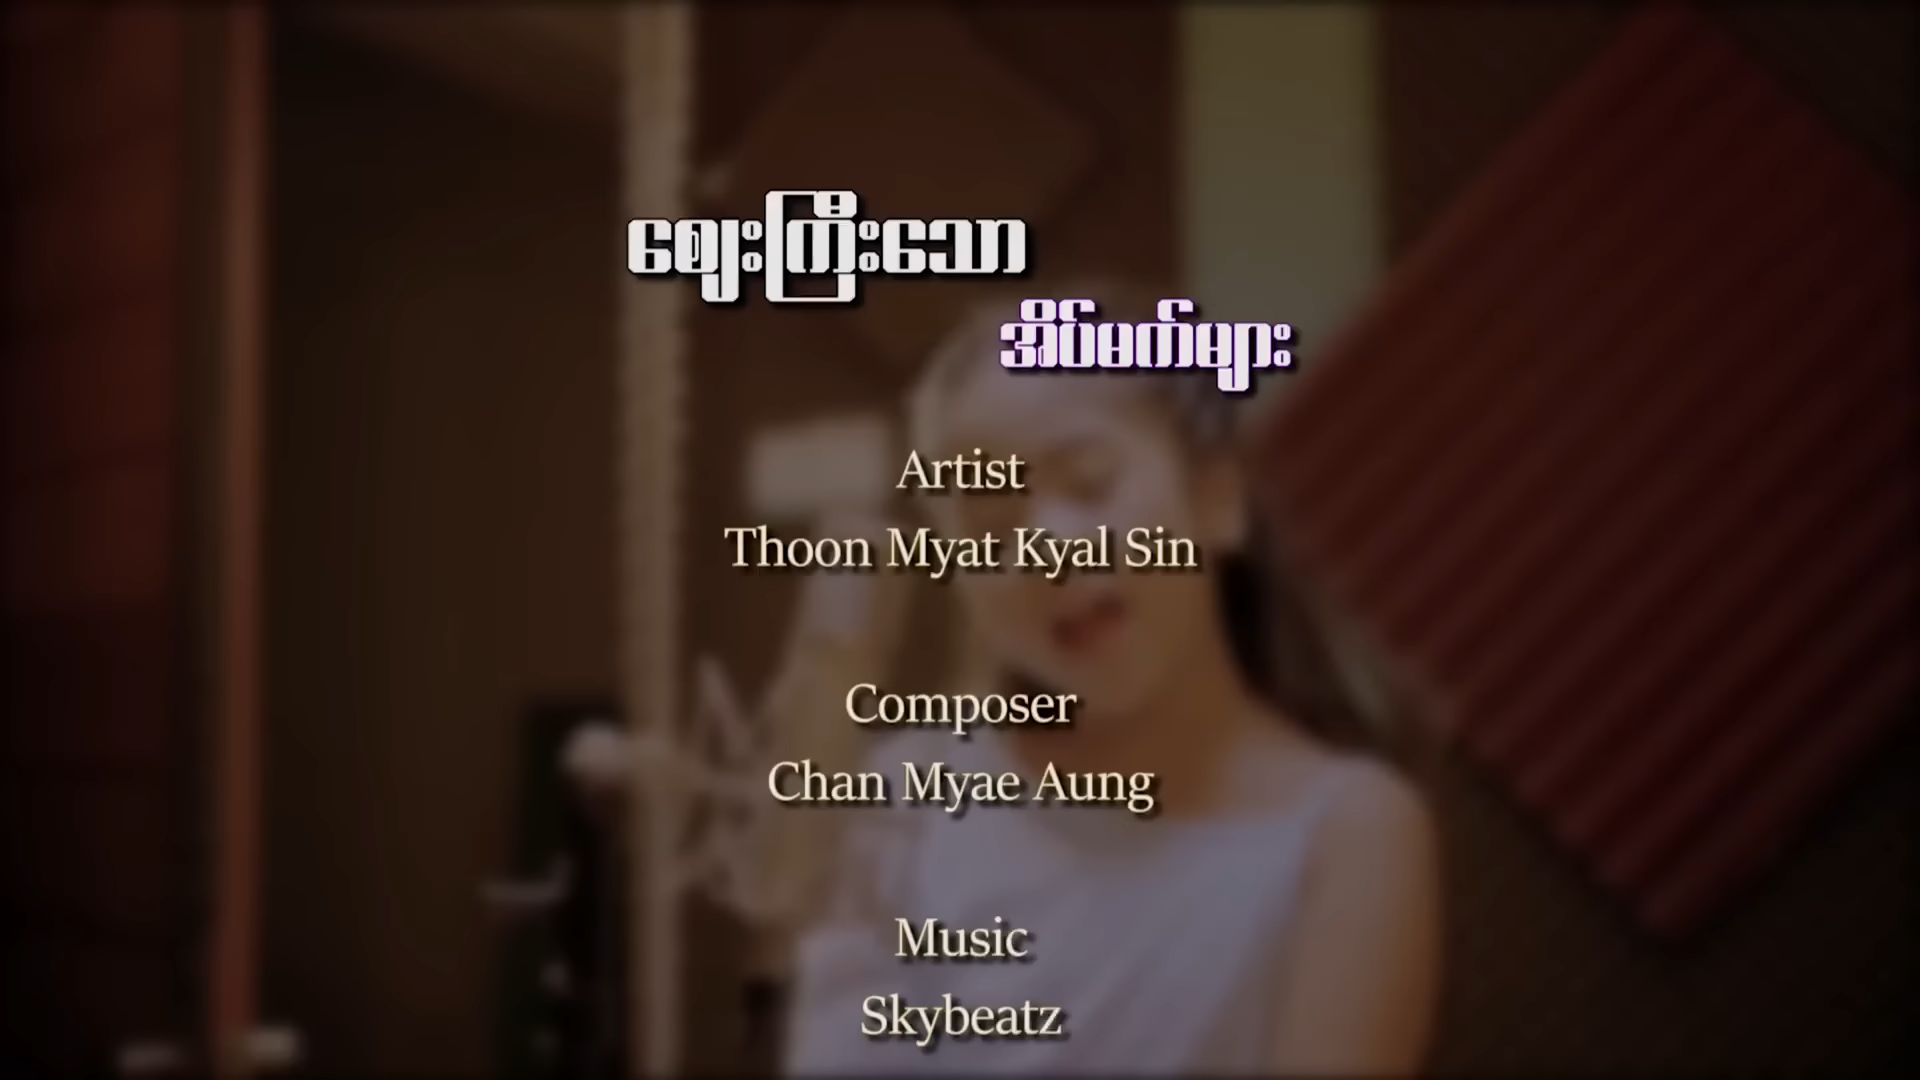 ဈေးကြီးသော
အိပ်မက်များ
Artist
Thoon Myat Kyal Sin
Composer
Chan Myae Aung
Music
Skybeatz